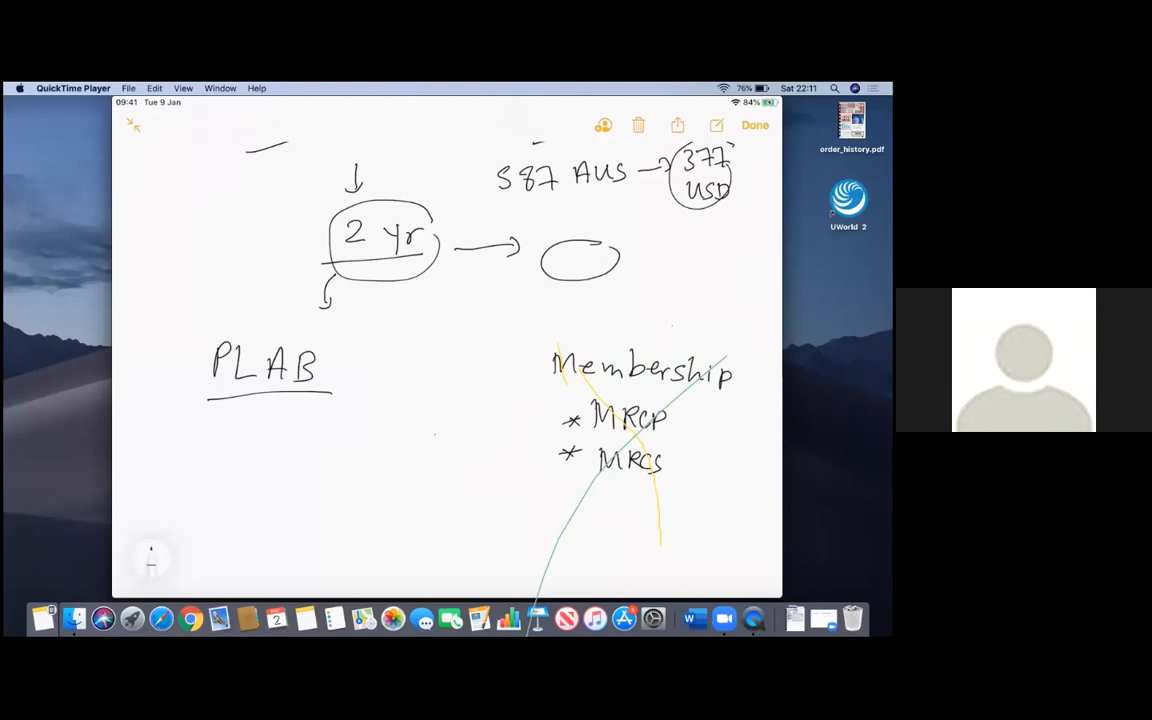 QuickTime Player File Edit View Window Help 76% Sat 22:11
09:41 Tue 9 Jan 84%
Done
order_history.pdf
UWorld 2
587 AUS → 377 USD
2 Yr
PLAB
Membership
* MRCP
* MRCS